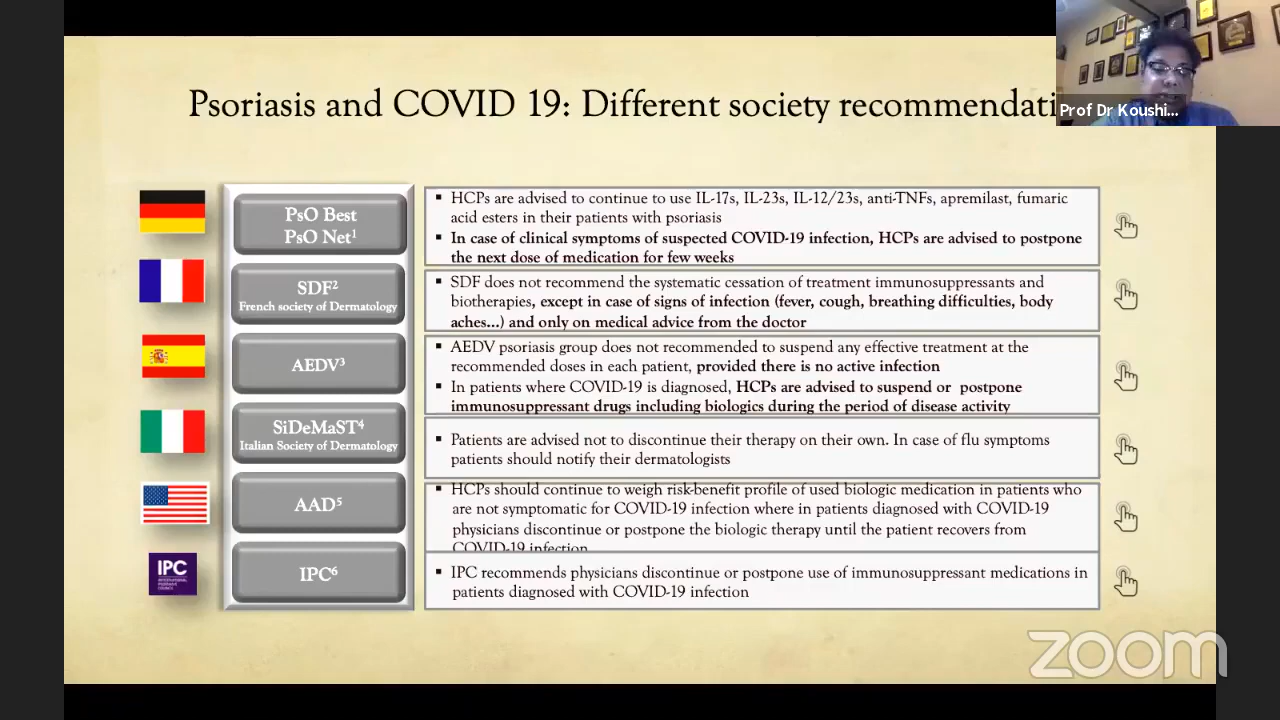 Psoriasis and COVID 19: Different society recommendati
Prof Dr Koushi...
PsO Best
PsO Net¹
▪ HCPs are advised to continue to use IL-17s, IL-23s, IL-12/23s, anti-TNFs, apremilast, fumaric
acid esters in their patients with psoriasis
▪ In case of clinical symptoms of suspected COVID-19 infection, HCPs are advised to postpone
the next dose of medication for few weeks
SDF²
French society of Dermatology
▪ SDF does not recommend the systematic cessation of treatment immunosuppressants and
biotherapies, except in case of signs of infection (fever, cough, breathing difficulties, body
aches...) and only on medical advice from the doctor
AEDV³
▪ AEDV psoriasis group does not recommended to suspend any effective treatment at the
recommended doses in each patient, provided there is no active infection
▪ In patients where COVID-19 is diagnosed, HCPs are advised to suspend or postpone
immunosuppressant drugs including biologics during the period of disease activity
SiDeMaST⁴
Italian Society of Dermatology
▪ Patients are advised not to discontinue their therapy on their own. In case of flu symptoms
patients should notify their dermatologists
AAD⁵
▪ HCPs should continue to weigh risk-benefit profile of used biologic medication in patients who
are not symptomatic for COVID-19 infection where in patients diagnosed with COVID-19
physicians discontinue or postpone the biologic therapy until the patient recovers from
COVID-19 infection
IPC
IPC⁶
▪ IPC recommends physicians discontinue or postpone use of immunosuppressant medications in
patients diagnosed with COVID-19 infection
zoom